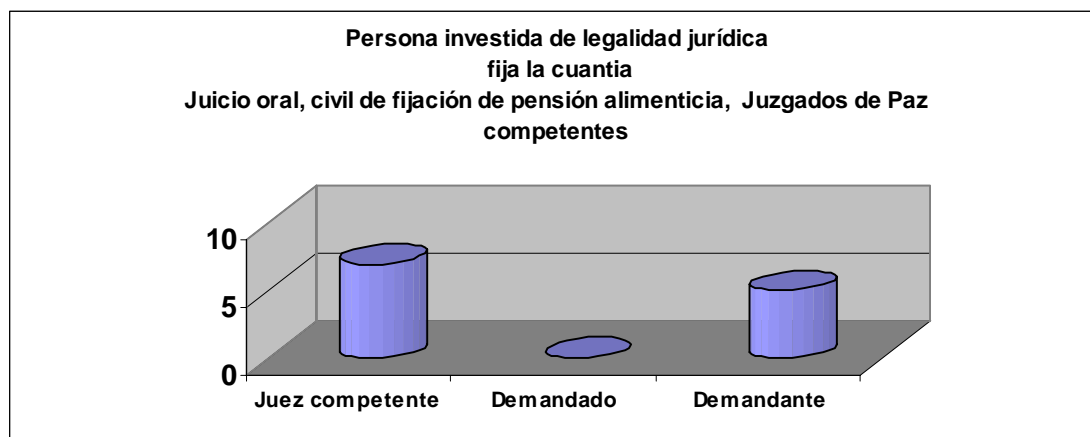 Persona investida de legalidad jurídica
fija la cuantia
Juicio oral, civil de fijación de pensión alimenticia, Juzgados de Paz
competentes
10
5
0
Juez competente Demandado Demandante